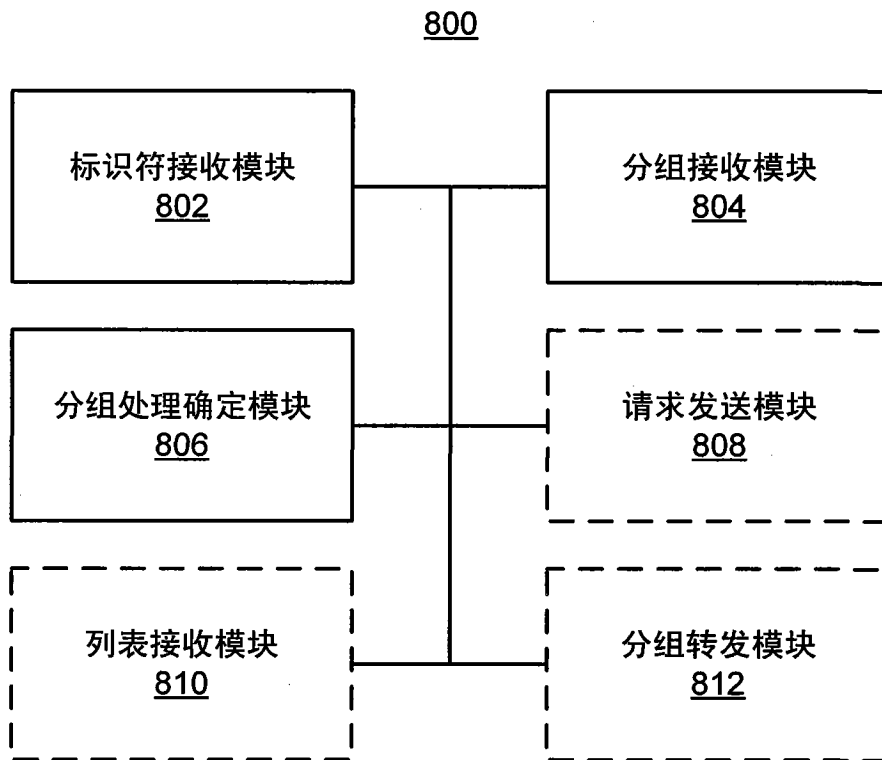 800
标识符接收模块
802
分组接收模块
804
分组处理确定模块
806
请求发送模块
808
列表接收模块
810
分组转发模块
812